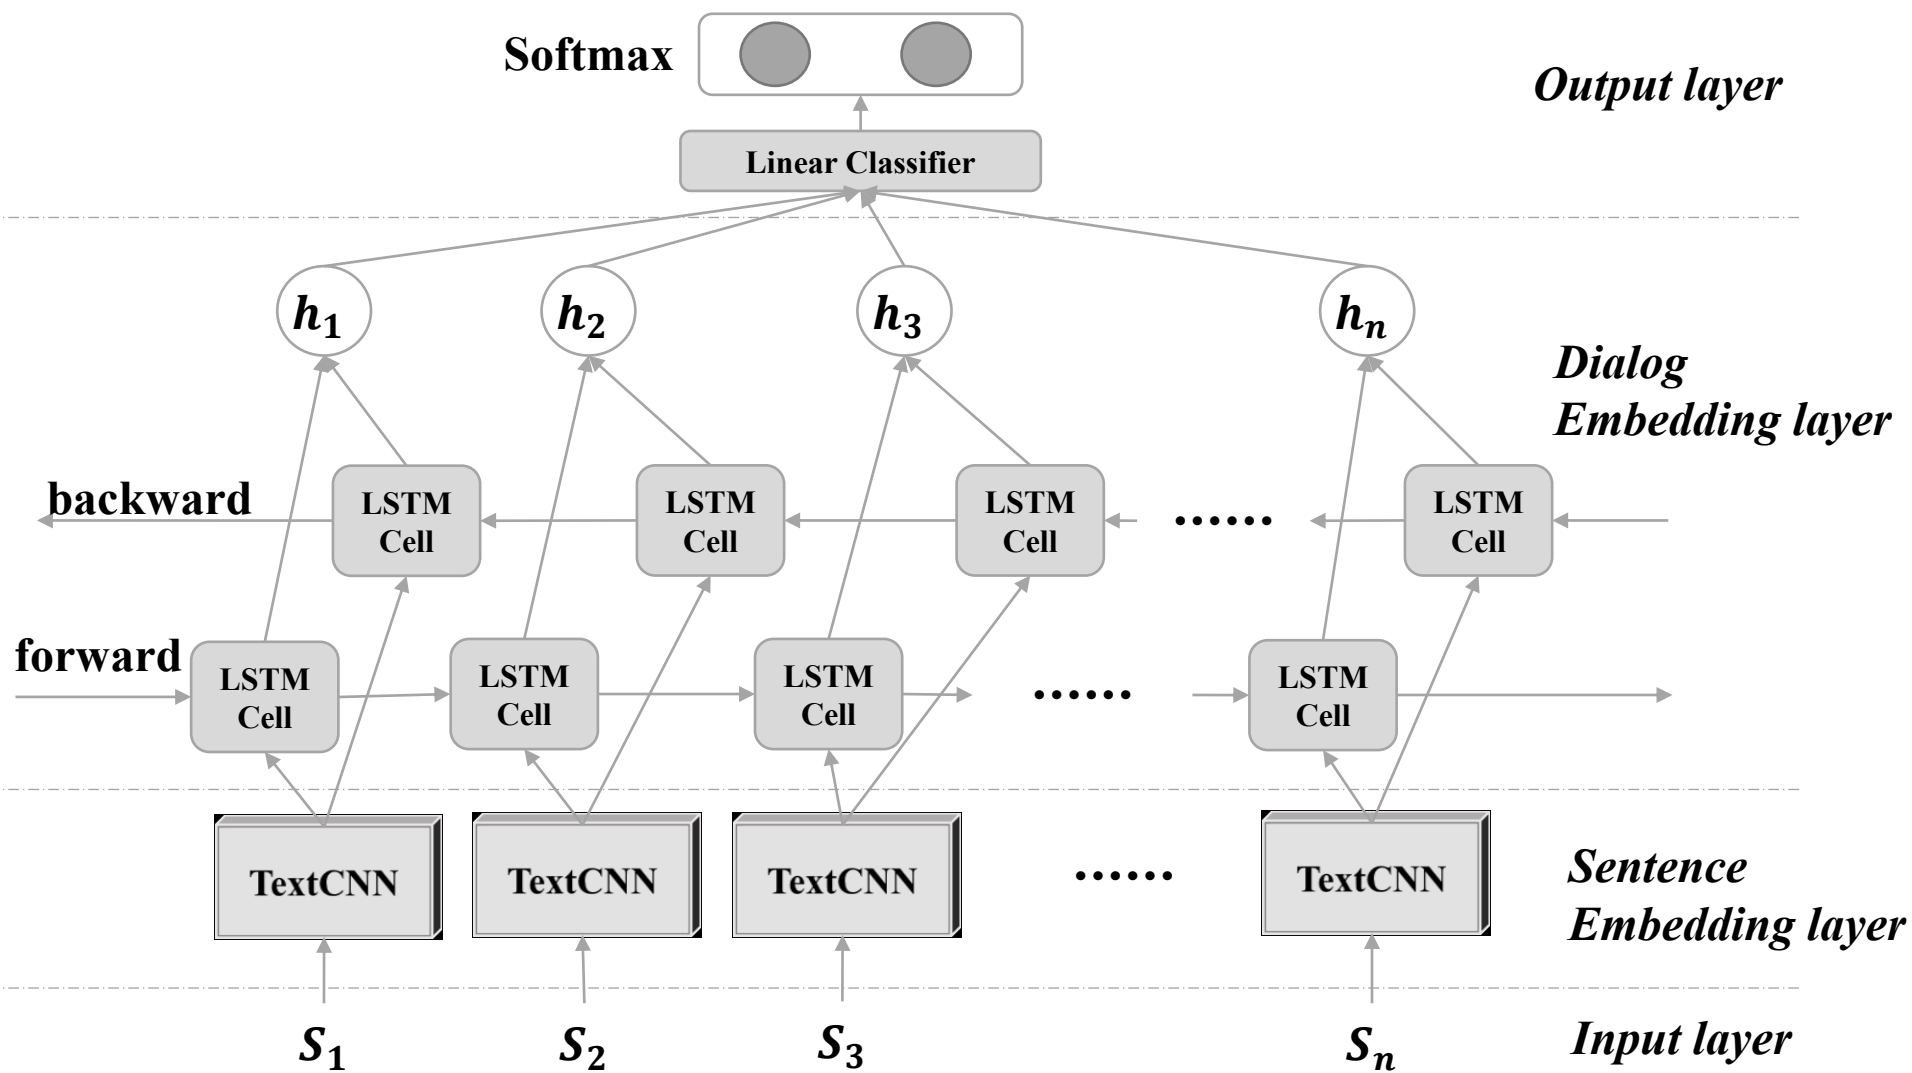 Softmax
Output layer
Linear Classifier
h1 h2 h3 hn
Dialog
Embedding layer
backward
LSTM Cell
LSTM Cell
LSTM Cell
......
LSTM Cell
forward
LSTM Cell
LSTM Cell
LSTM Cell
......
LSTM Cell
TextCNN TextCNN TextCNN ...... TextCNN
Sentence
Embedding layer
S1 S2 S3 Sn
Input layer